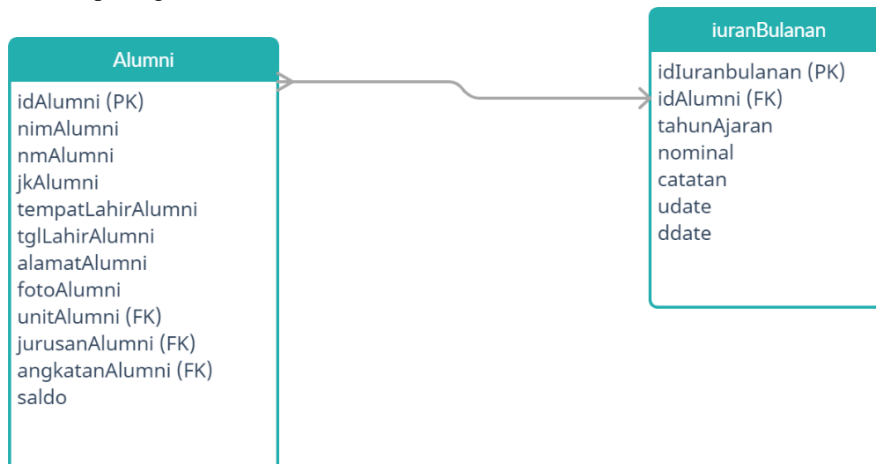 Alumni
idAlumni (PK)
nimAlumni
nmAlumni
jkAlumni
tempatLahirAlumni
tglLahirAlumni
alamatAlumni
fotoAlumni
unitAlumni (FK)
jurusanAlumni (FK)
angkatanAlumni (FK)
saldo
iuranBulanan
idIuranbulanan (PK)
idAlumni (FK)
tahunAjaran
nominal
catatan
udate
ddate